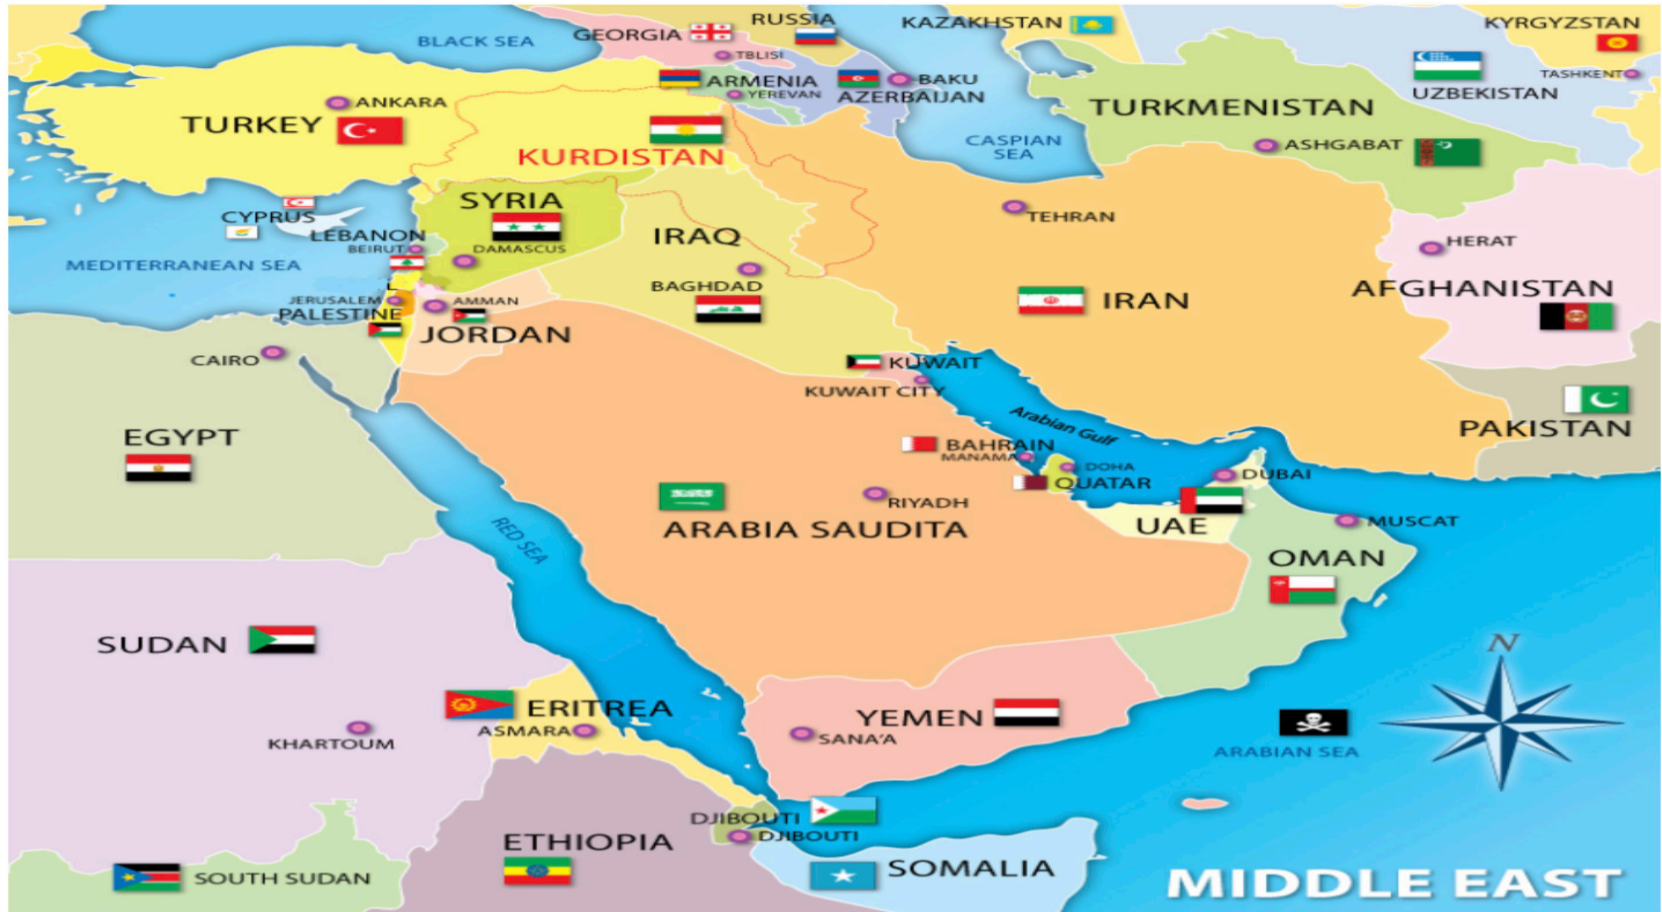 RUSSIA
KAZAKHSTAN
KYRGYZSTAN
GEORGIA
BLACK SEA
TBLISI
TASHKENT
ARMENIA
BAKU
YEREVAN
AZERBAIJAN
UZBEKISTAN
ANKARA
TURKMENISTAN
TURKEY
CASPIAN
SEA
ASHGABAT
KURDISTAN
SYRIA
CYPRUS
TEHRAN
LEBANON
IRAQ
HERAT
BEIRUT
DAMASCUS
MEDITERRANEAN SEA
BAGHDAD
AFGHANISTAN
L
JERUSALEM
AMMAN
IRAN
PALESTINE
JORDAN
CAIRO
KUWAIT
KUWAIT CITY
Arabian Gulf
EGYPT
PAKISTAN
BAHRAIN
MANAMA
DOHA
DUBAI
QUATAR
RIYADH
RED SEA
ARABIA SAUDITA
UAE
MUSCAT
OMAN
SUDAN
N
ERITREA
YEMEN
ASMARA
SANA'A
KHARTOUM
ARABIAN SEA
DJIBOUTI
DJIBOUTI
ETHIOPIA
SOMALIA
SOUTH SUDAN
MIDDLE EAST